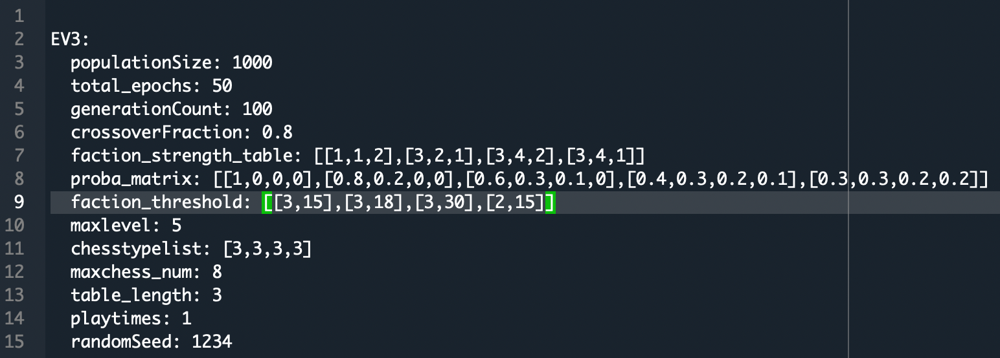 1
2 EV3:
3 populationSize: 1000
4 total_epochs: 50
5 generationCount: 100
6 crossoverFraction: 0.8
7 faction_strength_table: [[1,1,2],[3,2,1],[3,4,2],[3,4,1]]
8 proba_matrix: [[1,0,0,0],[0.8,0.2,0,0],[0.6,0.3,0.1,0],[0.4,0.3,0.2,0.1],[0.3,0.3,0.2,0.2]]
9 faction_threshold: [[3,15],[3,18],[3,30],[2,15]]
10 maxlevel: 5
11 chesstypelist: [3,3,3,3]
12 maxchess_num: 8
13 table_length: 3
14 playtimes: 1
15 randomSeed: 1234